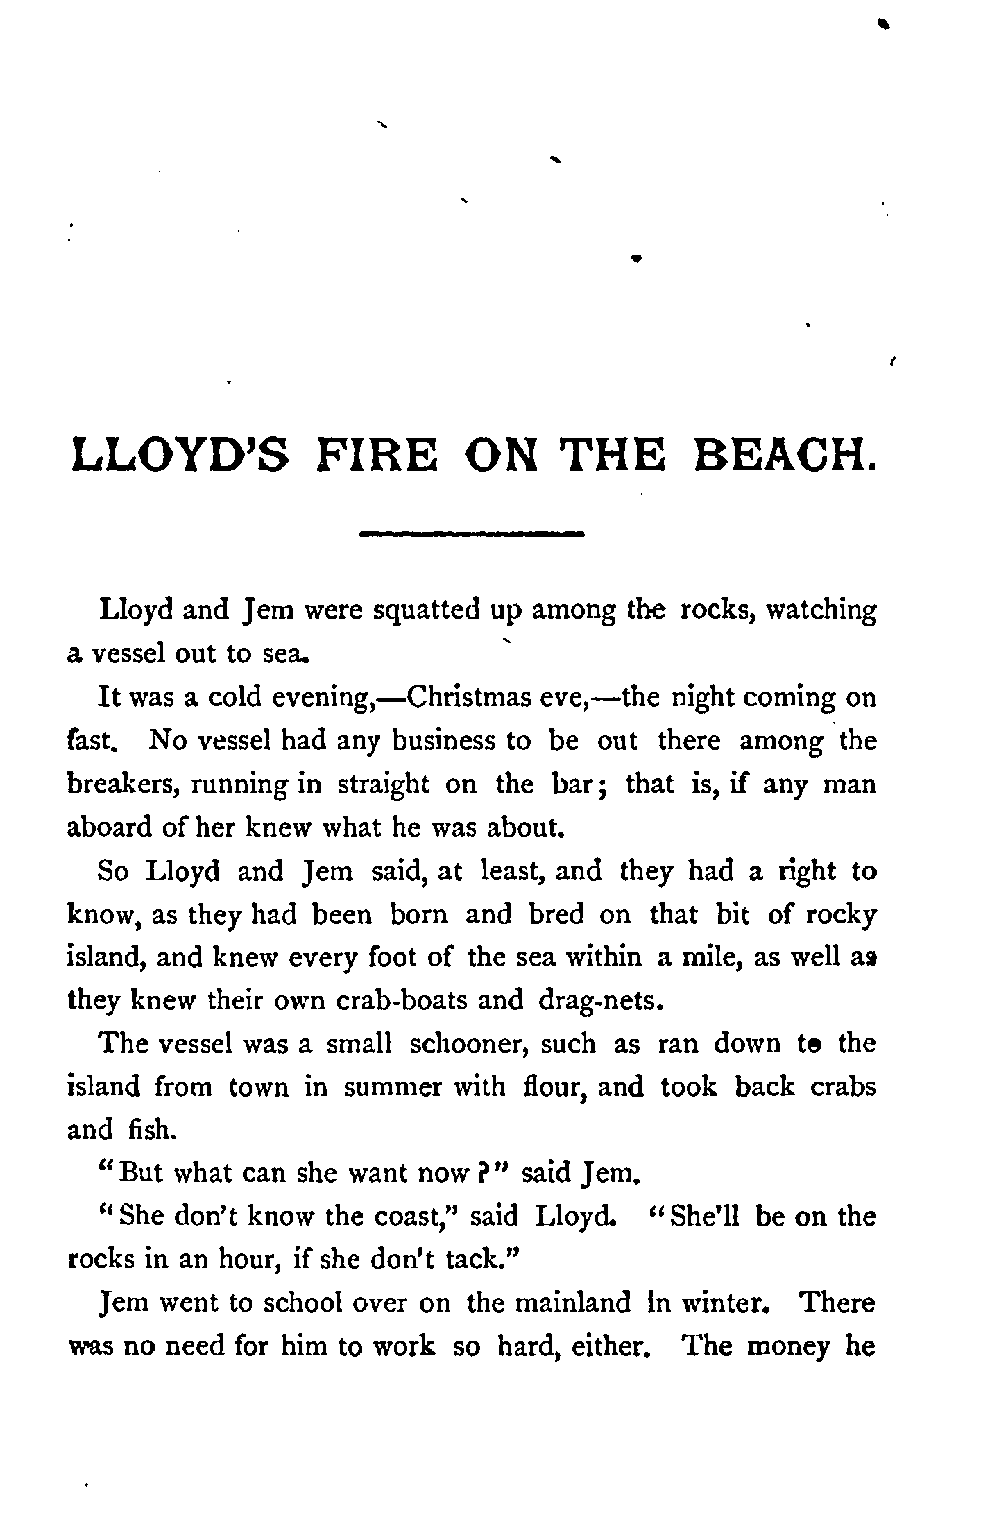 LLOYD'S FIRE ON THE BEACH.
Lloyd and Jem were squatted up among the rocks, watching
a vessel out to sea.
It was a cold evening,—Christmas eve,—the night coming on
fast. No vessel had any business to be out there among the
breakers, running in straight on the bar; that is, if any man
aboard of her knew what he was about.
So Lloyd and Jem said, at least, and they had a right to
know, as they had been born and bred on that bit of rocky
island, and knew every foot of the sea within a mile, as well as
they knew their own crab-boats and drag-nets.
The vessel was a small schooner, such as ran down to the
island from town in summer with flour, and took back crabs
and fish.
"But what can she want now?" said Jem.
"She don't know the coast," said Lloyd. "She'll be on the
rocks in an hour, if she don't tack."
Jem went to school over on the mainland in winter. There
was no need for him to work so hard, either. The money he